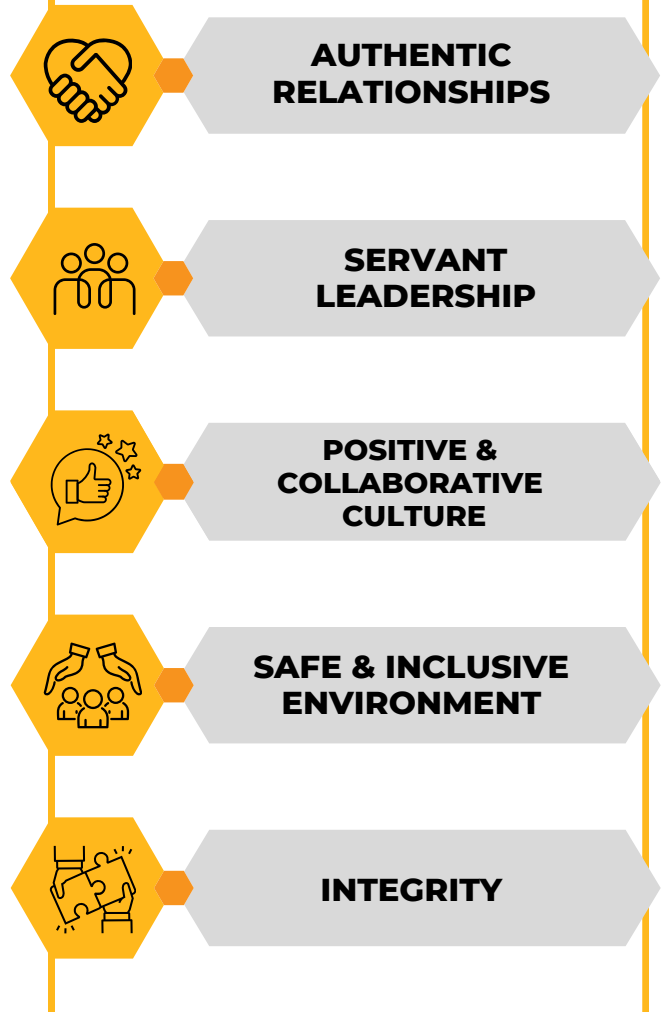 AUTHENTIC
RELATIONSHIPS
SERVANT
LEADERSHIP
POSITIVE &
COLLABORATIVE
CULTURE
SAFE & INCLUSIVE
ENVIRONMENT
INTEGRITY